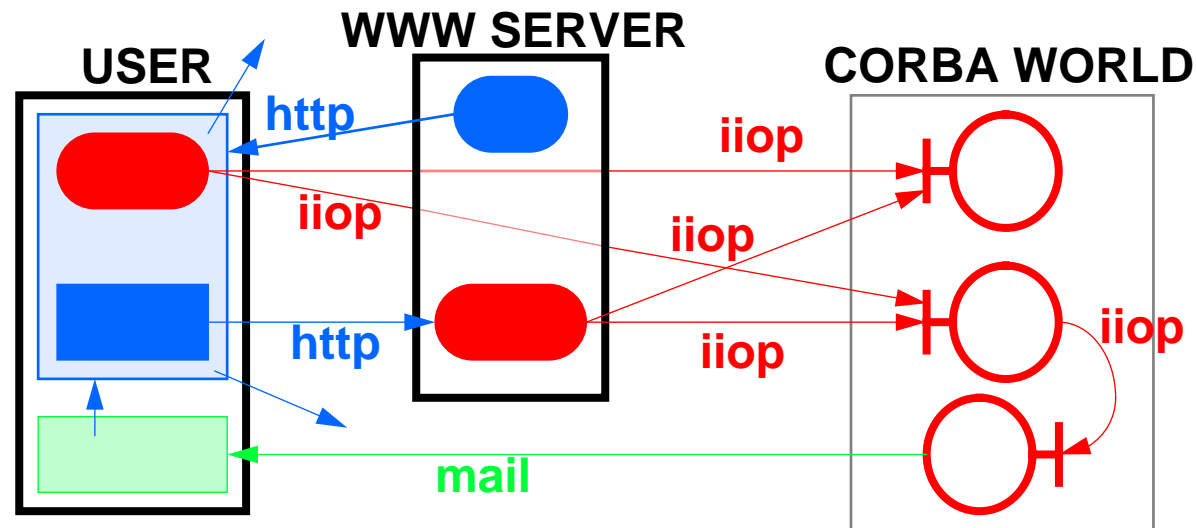 WWW SERVER
USER
CORBA WORLD
http
iiop
iiop
iiop
iiop
http
iiop
mail